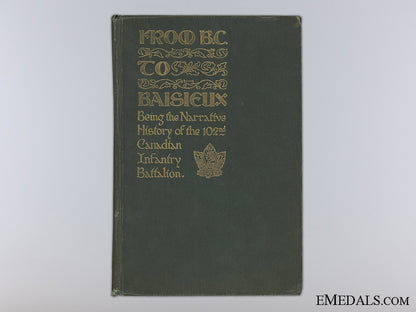 FROM B.C.
TO
BAISIEUX
Being the Narrative
History of the 102nd
Canadian
Infantry
Battalion.
EMEDALS.COM